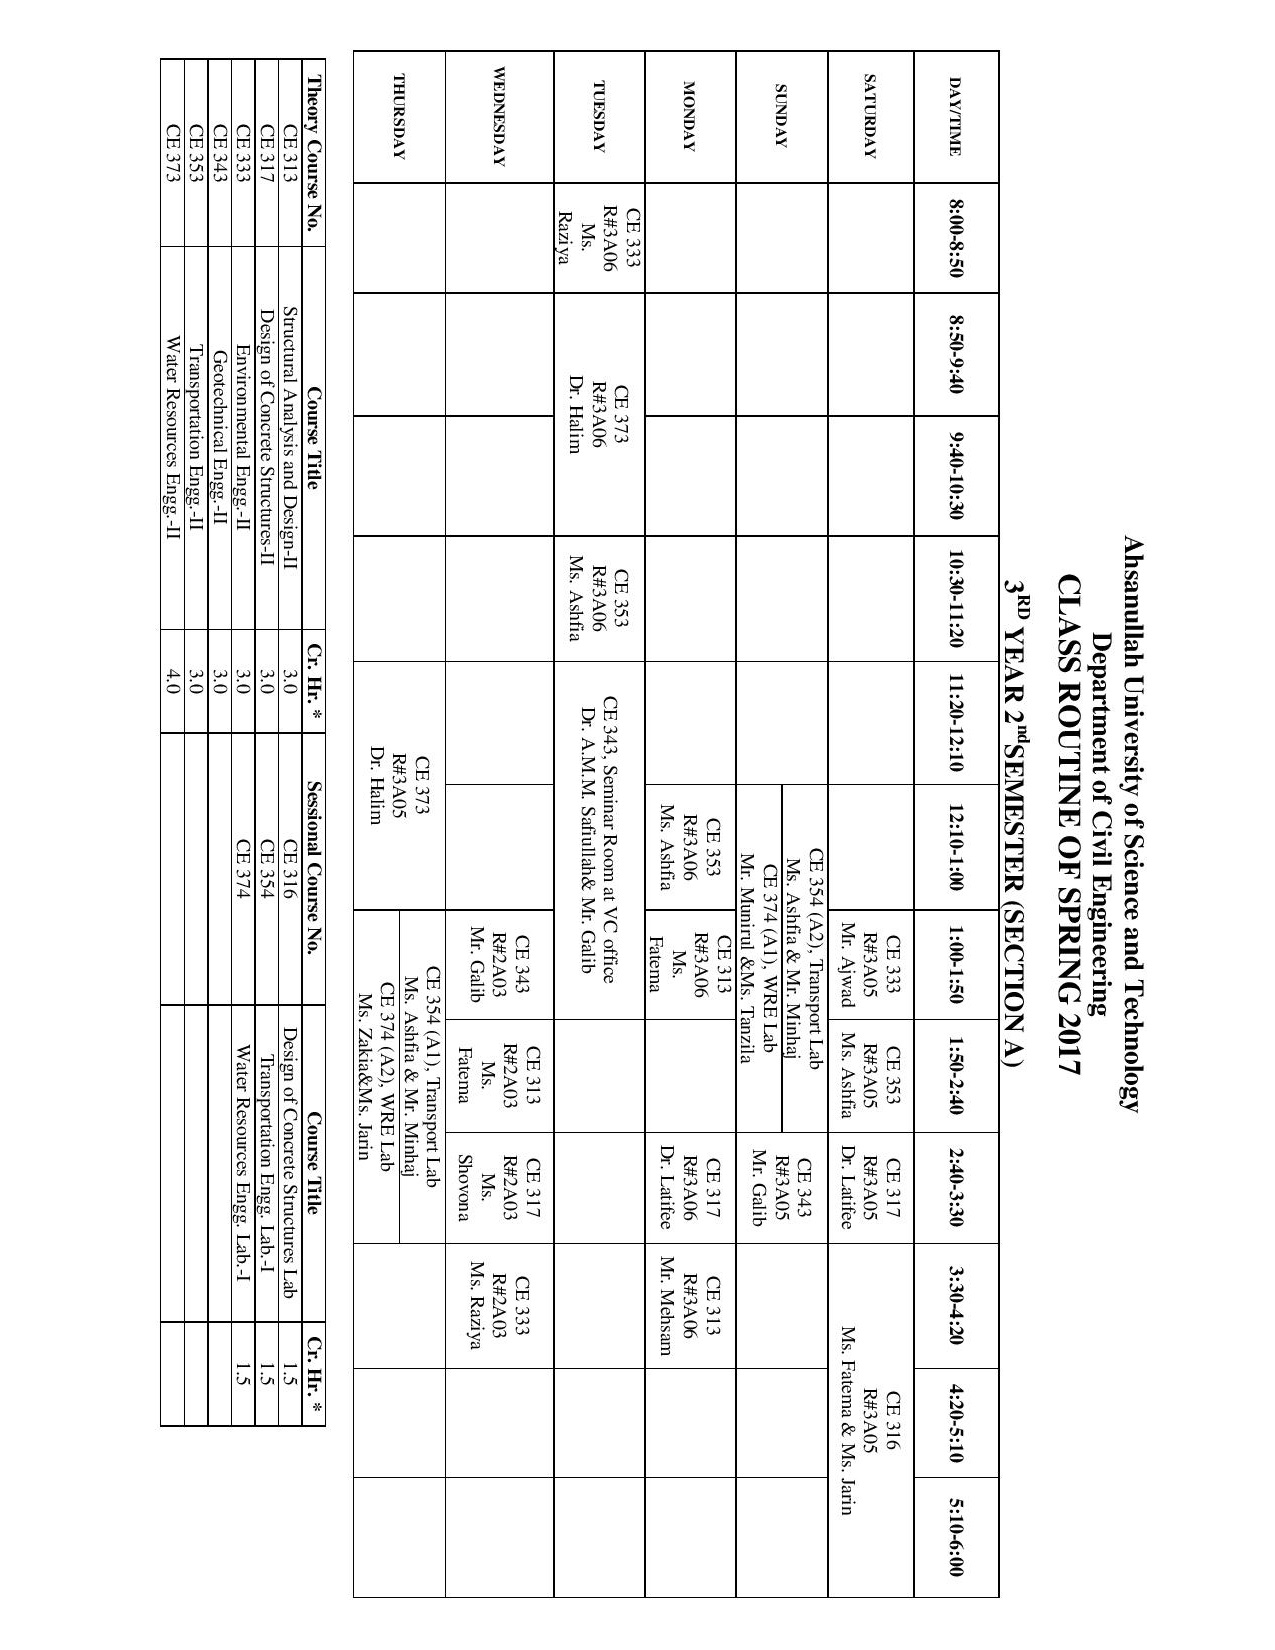 Ahsanullah University of Science and Technology
Department of Civil Engineering
CLASS ROUTINE OF SPRING 2017
3RD YEAR 2nd SEMESTER (SECTION A)
DAY/TIME 8:00-8:50 8:50-9:40 9:40-10:30 10:30-11:20 11:20-12:10 12:10-1:00 1:00-1:50 1:50-2:40 2:40-3:30 3:30-4:20 4:20-5:10 5:10-6:00
SATURDAY
CE 333
R#3A05
Mr. Ajwad
CE 353
R#3A05
Ms. Ashfia
CE 317
R#3A05
Dr. Latifee
CE 316
R#3A05
Ms. Fatema & Ms. Jarin
SUNDAY
CE 354 (A2), Transport Lab
Ms. Ashfia & Mr. Minhaj
CE 374 (A1), WRE Lab
Mr. Munirul &Ms. Tanzila
CE 343
R#3A05
Mr. Galib
MONDAY
CE 353
R#3A06
Ms. Ashfia
CE 313
R#3A06
Ms.
Fatema
CE 317
R#3A06
Dr. Latifee
CE 313
R#3A06
Mr. Mehsam
TUESDAY
CE 333
R#3A06
Ms.
Raziya
CE 373
R#3A06
Dr. Halim
CE 353
R#3A06
Ms. Ashfia
CE 343, Seminar Room at VC office
Dr. A.M.M. Safiullah& Mr. Galib
WEDNESDAY
CE 343
R#2A03
Mr. Galib
CE 313
R#2A03
Ms.
Fatema
CE 317
R#2A03
Ms.
Shovona
CE 333
R#2A03
Ms. Raziya
THURSDAY
CE 373
R#3A05
Dr. Halim
CE 354 (A1), Transport Lab
Ms. Ashfia & Mr. Minhaj
CE 374 (A2), WRE Lab
Ms. Zakia&Ms. Jarin
Theory Course No. Course Title Cr. Hr. * Sessional Course No. Course Title Cr. Hr. *
CE 313 Structural Analysis and Design-II 3.0 CE 316 Design of Concrete Structures Lab 1.5
CE 317 Design of Concrete Structures-II 3.0 CE 354 Transportation Engg. Lab.-I 1.5
CE 333 Environmental Engg.-II 3.0 CE 374 Water Resources Engg. Lab.-I 1.5
CE 343 Geotechnical Engg.-II 3.0
CE 353 Transportation Engg.-II 3.0
CE 373 Water Resources Engg.-II 4.0